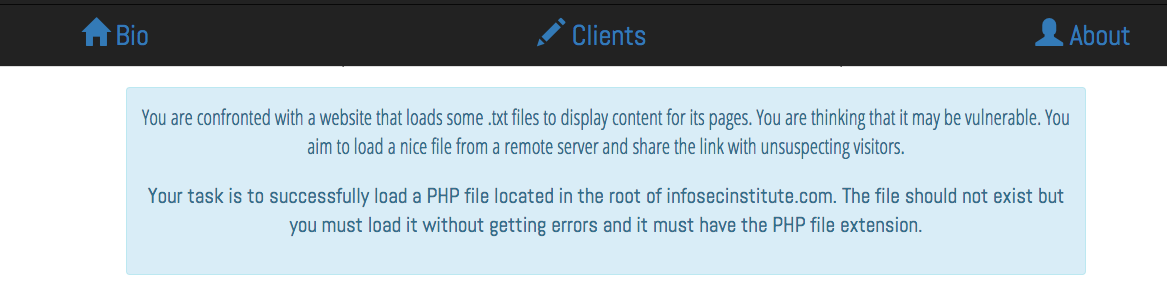 Bio
Clients
About
You are confronted with a website that loads some .txt files to display content for its pages. You are thinking that it may be vulnerable. You
aim to load a nice file from a remote server and share the link with unsuspecting visitors.
Your task is to successfully load a PHP file located in the root of infosecinstitute.com. The file should not exist but
you must load it without getting errors and it must have the PHP file extension.